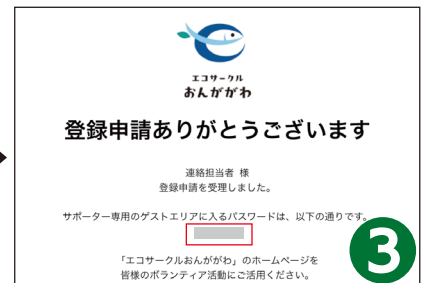 エコサークル
おんががわ
登録申請ありがとうございます
連絡担当者 様
登録申請を受理しました。
サポーター専用のゲストエリアに入るパスワードは、以下の通りです。
「エコサークルおんががわ」のホームページを
皆様のボランティア活動にご活用ください。
3